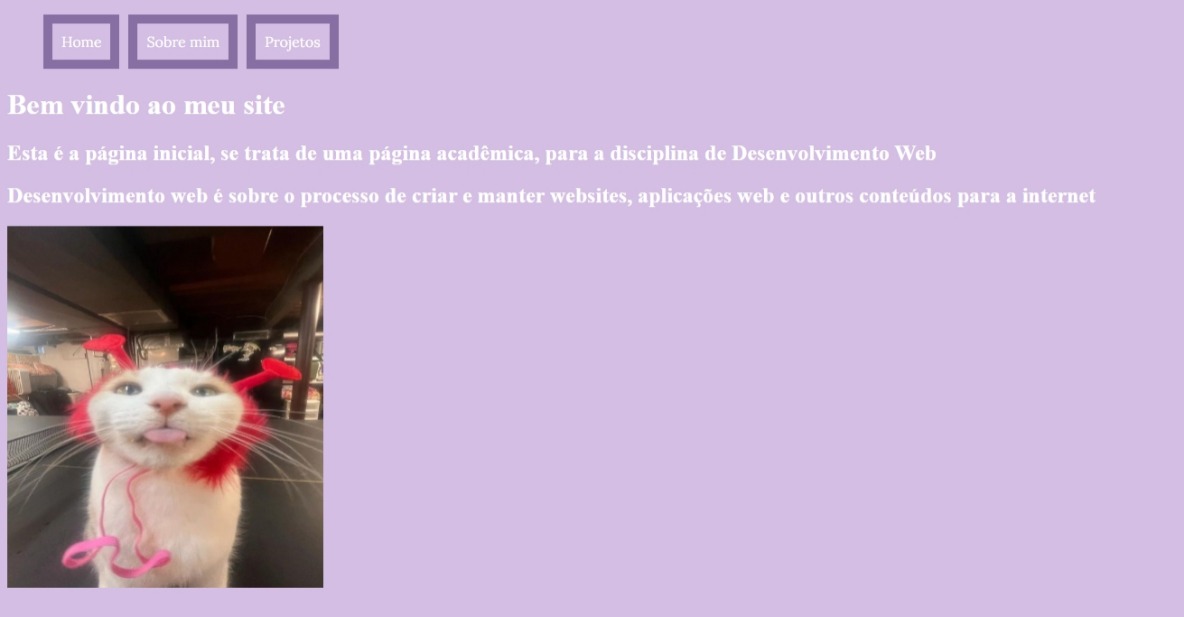 Home Sobre mim Projetos
Bem vindo ao meu site
Esta é a página inicial, se trata de uma página acadêmica, para a disciplina de Desenvolvimento Web
Desenvolvimento web é sobre o processo de criar e manter websites, aplicações web e outros conteúdos para a internet